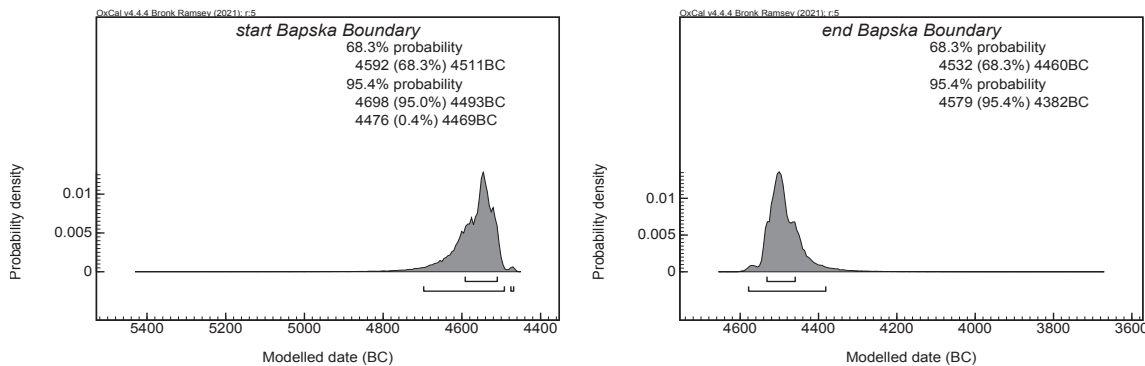 OxCal v4.4.4 Bronk Ramsey (2021); r:5
start Bapska Boundary
68.3% probability
4592 (68.3%) 4511BC
95.4% probability
4698 (95.0%) 4493BC
4476 (0.4%) 4469BC
Probability density
0.01
0.005
0
5400 5200 5000 4800 4600 4400
Modelled date (BC)
OxCal v4.4.4 Bronk Ramsey (2021); r:5
end Bapska Boundary
68.3% probability
4532 (68.3%) 4460BC
95.4% probability
4579 (95.4%) 4382BC
Probability density
0.01
0.005
0
4600 4400 4200 4000 3800 3600
Modelled date (BC)